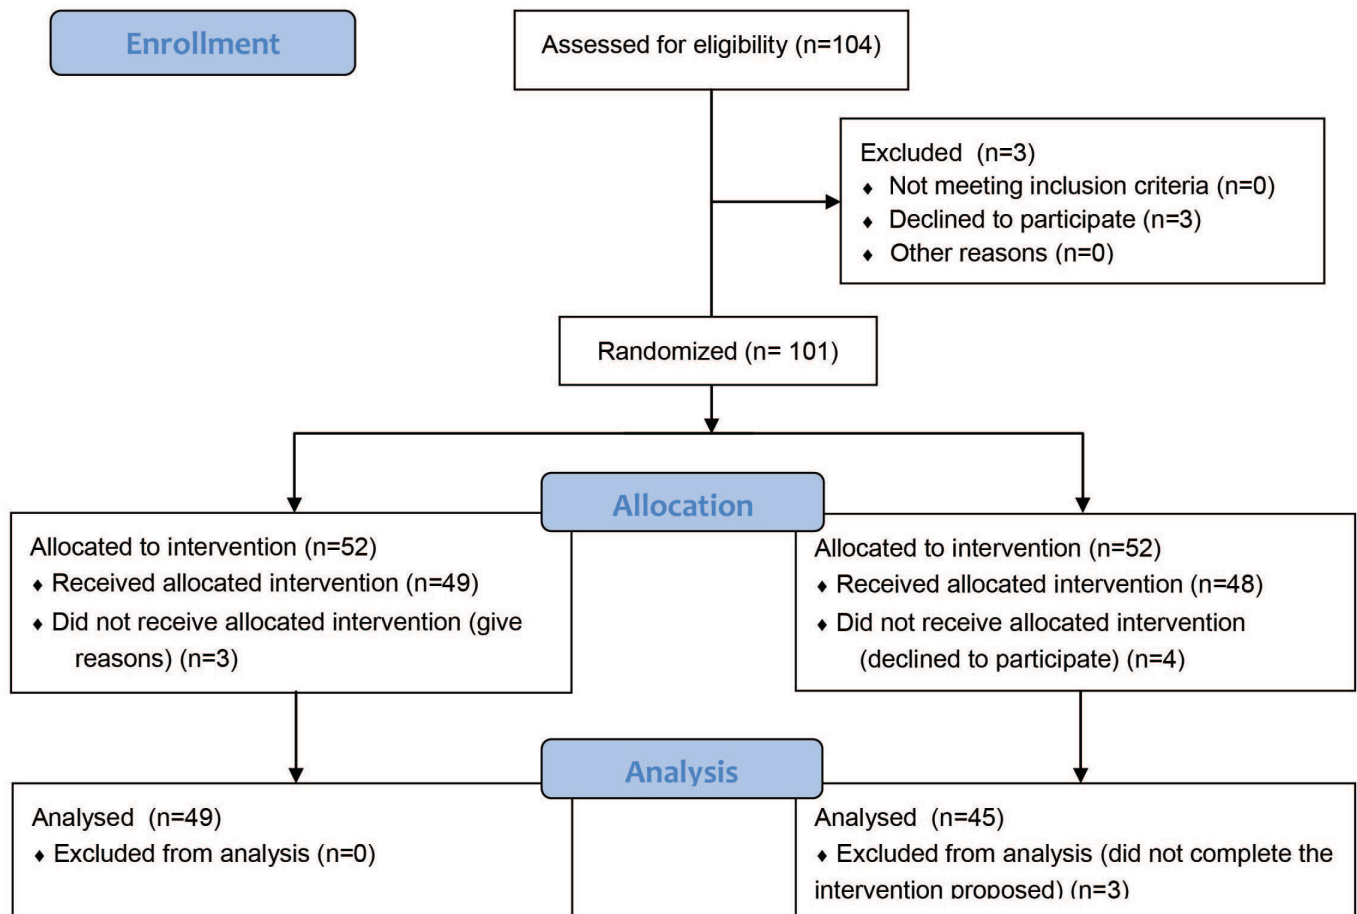 Enrollment
Assessed for eligibility (n=104)
Excluded (n=3)
♦ Not meeting inclusion criteria (n=0)
♦ Declined to participate (n=3)
♦ Other reasons (n=0)
Randomized (n= 101)
Allocation
Allocated to intervention (n=52)
♦ Received allocated intervention (n=49)
♦ Did not receive allocated intervention (give
reasons) (n=3)
Allocated to intervention (n=52)
♦ Received allocated intervention (n=48)
♦ Did not receive allocated intervention
(declined to participate) (n=4)
Analysis
Analysed (n=49)
♦ Excluded from analysis (n=0)
Analysed (n=45)
♦ Excluded from analysis (did not complete the
intervention proposed) (n=3)